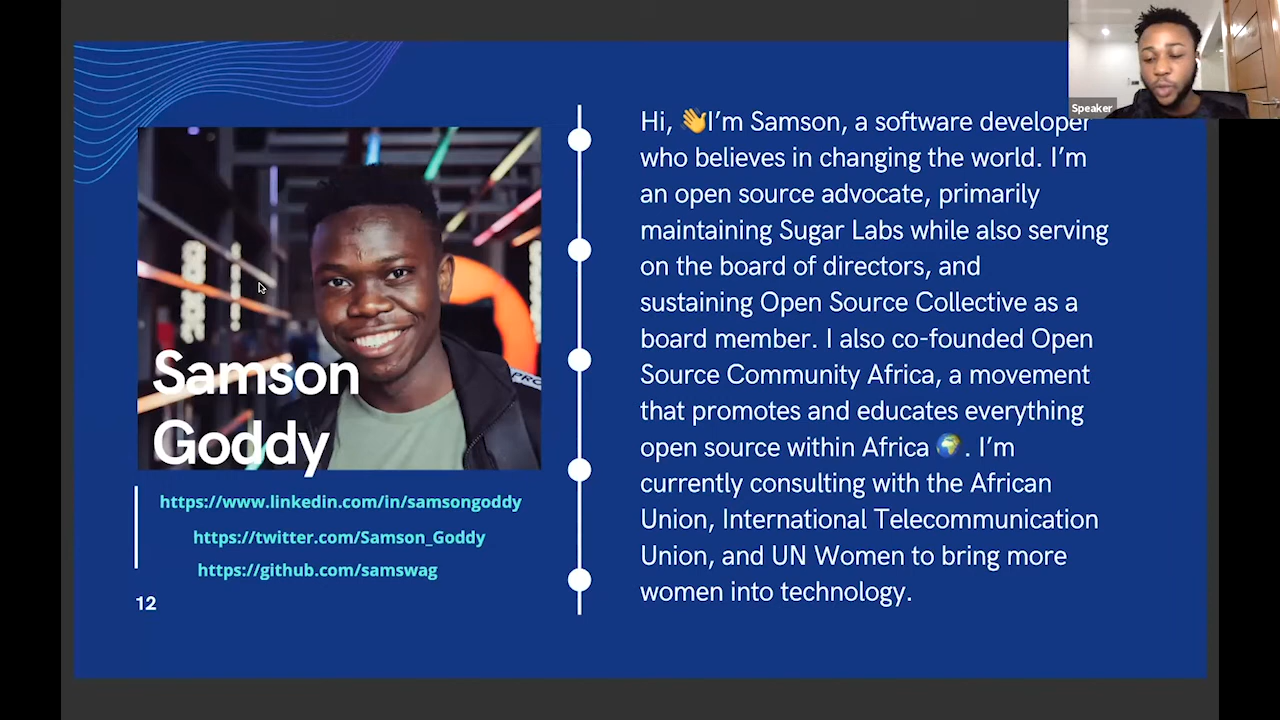 Speaker
Hi, 👋I’m Samson, a software developer
who believes in changing the world. I’m
an open source advocate, primarily
maintaining Sugar Labs while also serving
on the board of directors, and
sustaining Open Source Collective as a
board member. I also co-founded Open
Source Community Africa, a movement
that promotes and educates everything
open source within Africa 🌍. I’m
currently consulting with the African
Union, International Telecommunication
Union, and UN Women to bring more
women into technology.
Samson
Goddy
https://www.linkedin.com/in/samsongoddy
https://twitter.com/Samson_Goddy
https://github.com/samswag
12